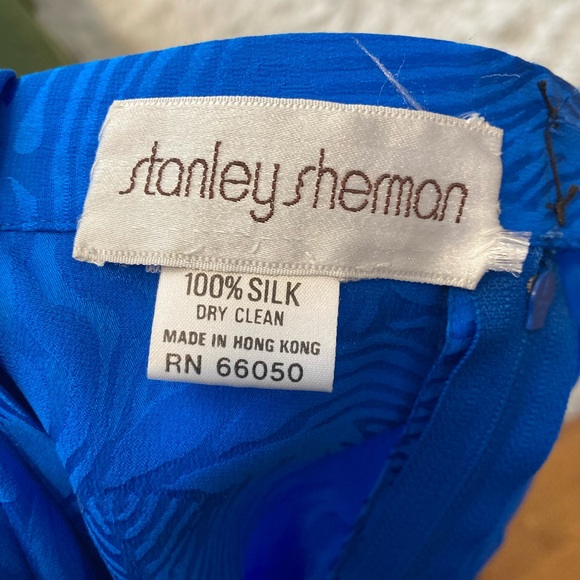 stanley sherman
100% SILK
DRY CLEAN
MADE IN HONG KONG
RN 66050